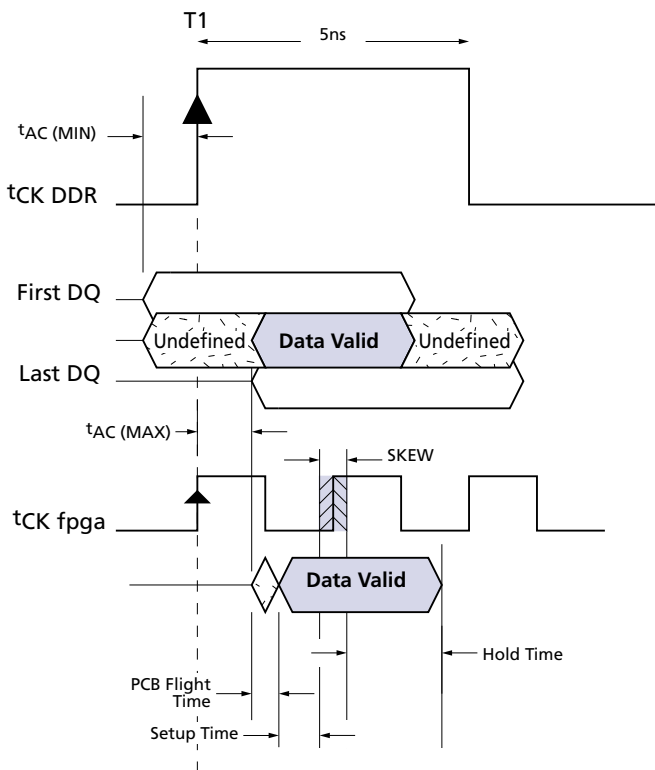 T1
5ns
tAC (MIN)
tCK DDR
First DQ
Undefined
Data Valid
Undefined
Last DQ
tAC (MAX)
SKEW
tCK fpga
Data Valid
Hold Time
PCB Flight
Time
Setup Time